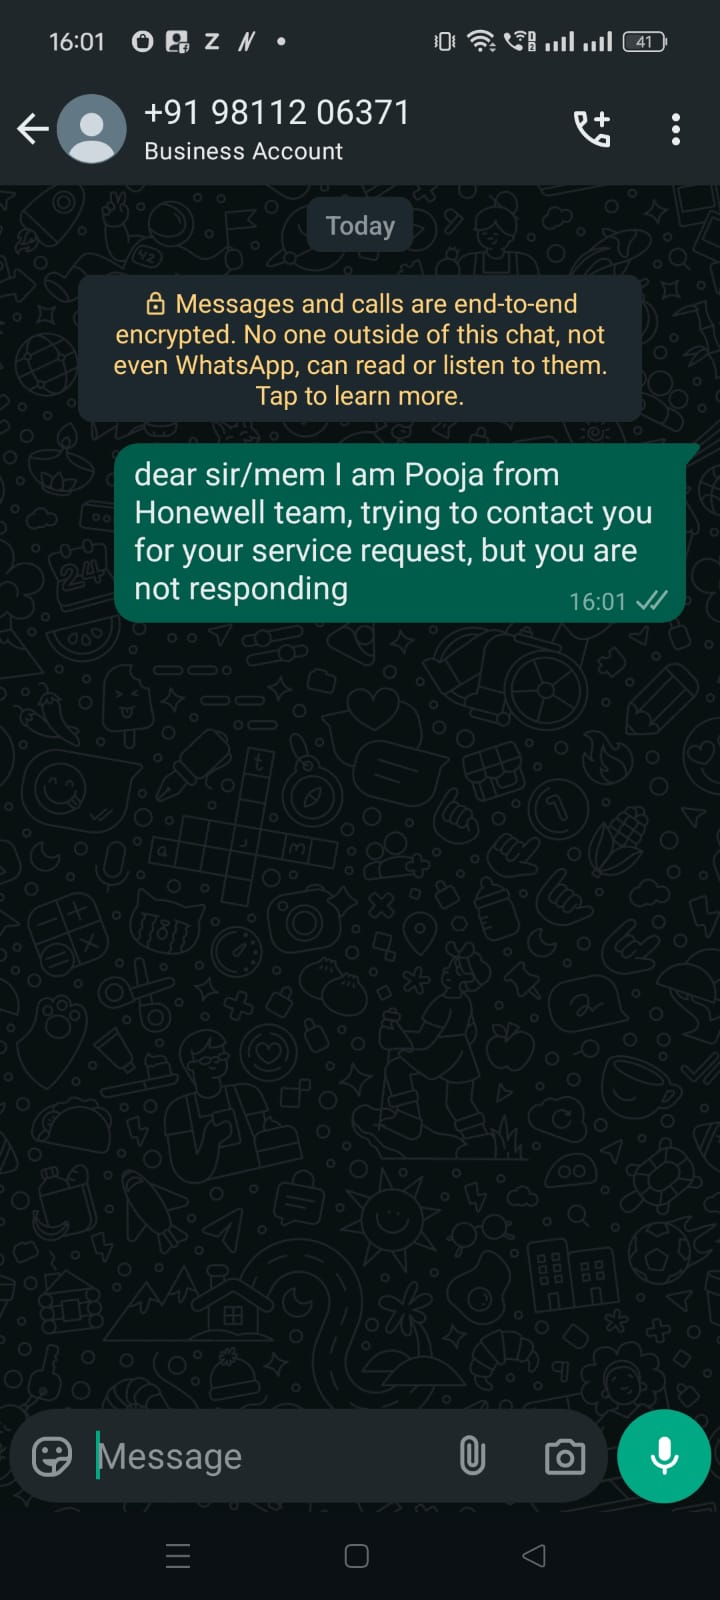 16:01 Z N 41
+91 98112 06371
Business Account
Today
Messages and calls are end-to-end
encrypted. No one outside of this chat, not
even WhatsApp, can read or listen to them.
Tap to learn more.
dear sir/mem I am Pooja from
Honewell team, trying to contact you
for your service request, but you are
not responding
16:01
Message